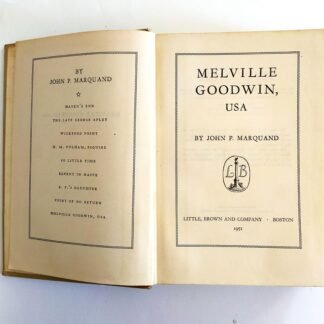 BY
JOHN P. MARQUAND
HAVEN'S END
THE LATE GEORGE APLEY
WICKFORD POINT
H. M. PULHAM, ESQUIRE
SO LITTLE TIME
REPENT IN HASTE
B. F.'S DAUGHTER
POINT OF NO RETURN
MELVILLE GOODWIN, USA
MELVILLE
GOODWIN,
USA
BY JOHN P. MARQUAND
L B
LITTLE, BROWN AND COMPANY · BOSTON
1951